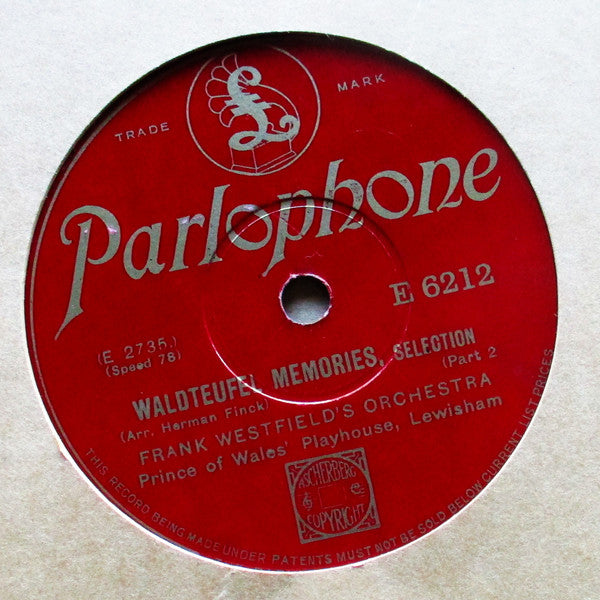 TRADE MARK
£
Parlophone
E 6212
(E 2735.)
(Speed 78)
WALDTEUFEL MEMORIES, SELECTION
(Arr. Herman Finck) (Part 2
FRANK WESTFIELD'S ORCHESTRA
Prince of Wales' Playhouse, Lewisham
ASCHERBERG
COPYRIGHT
THIS RECORD BEING MADE UNDER PATENTS MUST NOT BE SOLD BELOW CURRENT LIST PRICES